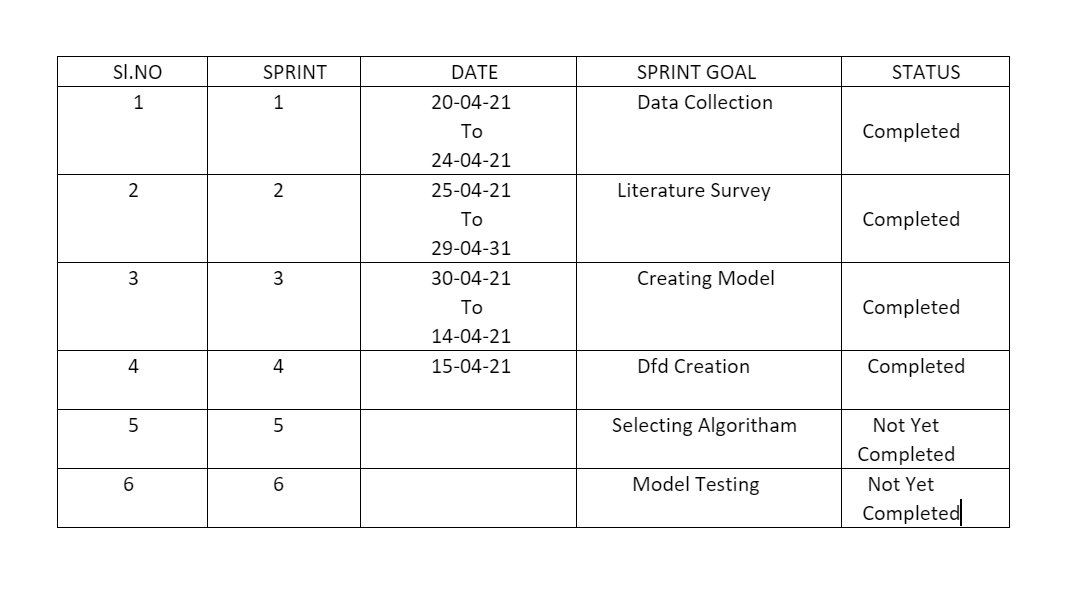 Sl.NO SPRINT DATE SPRINT GOAL STATUS
1 1 20-04-21 Data Collection
To Completed
24-04-21
2 2 25-04-21 Literature Survey
To Completed
29-04-31
3 3 30-04-21 Creating Model
To Completed
14-04-21
4 4 15-04-21 Dfd Creation Completed
5 5 Selecting Algoritham Not Yet
Completed
6 6 Model Testing Not Yet
Completed